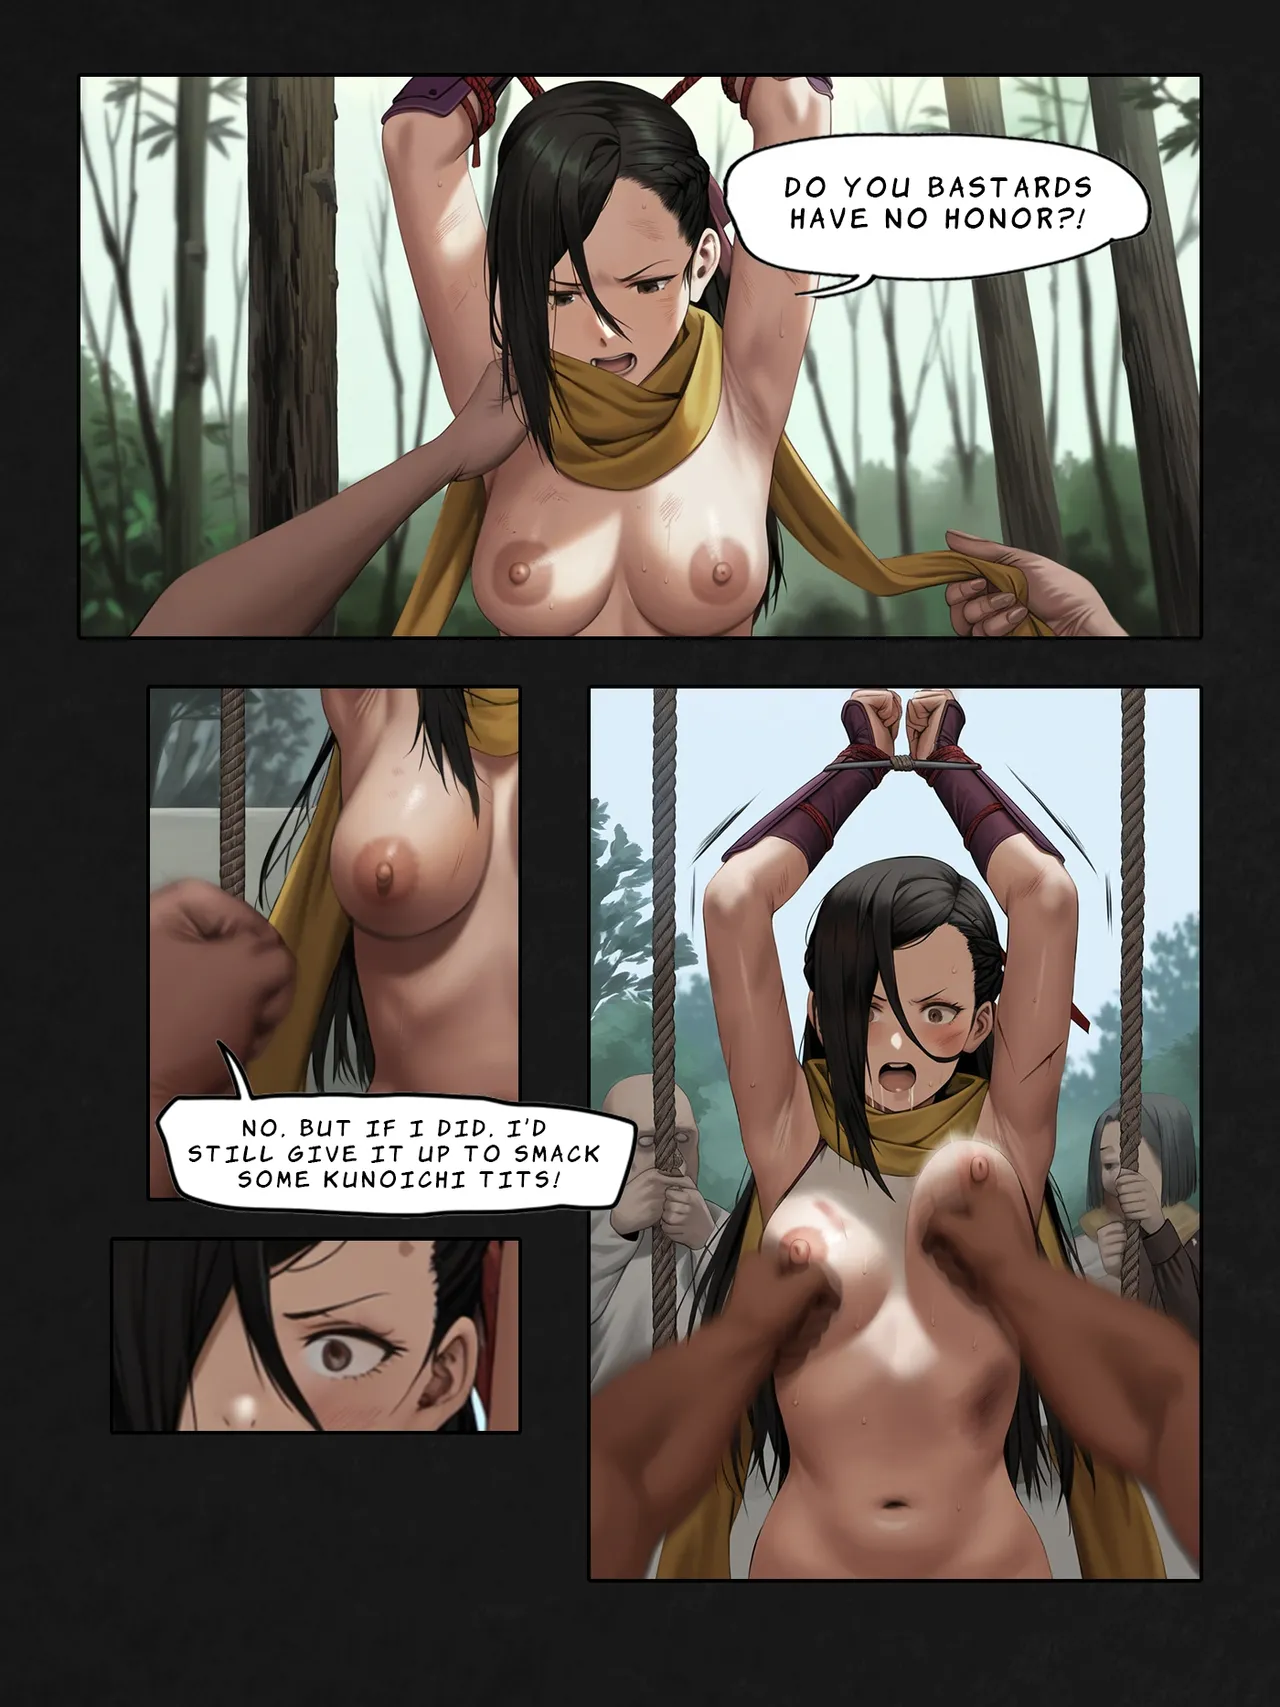 DO YOU BASTARDS
HAVE NO HONOR?!
NO. BUT IF I DID, I'D
STILL GIVE IT UP TO SMACK
SOME KUNOICHI TITS!